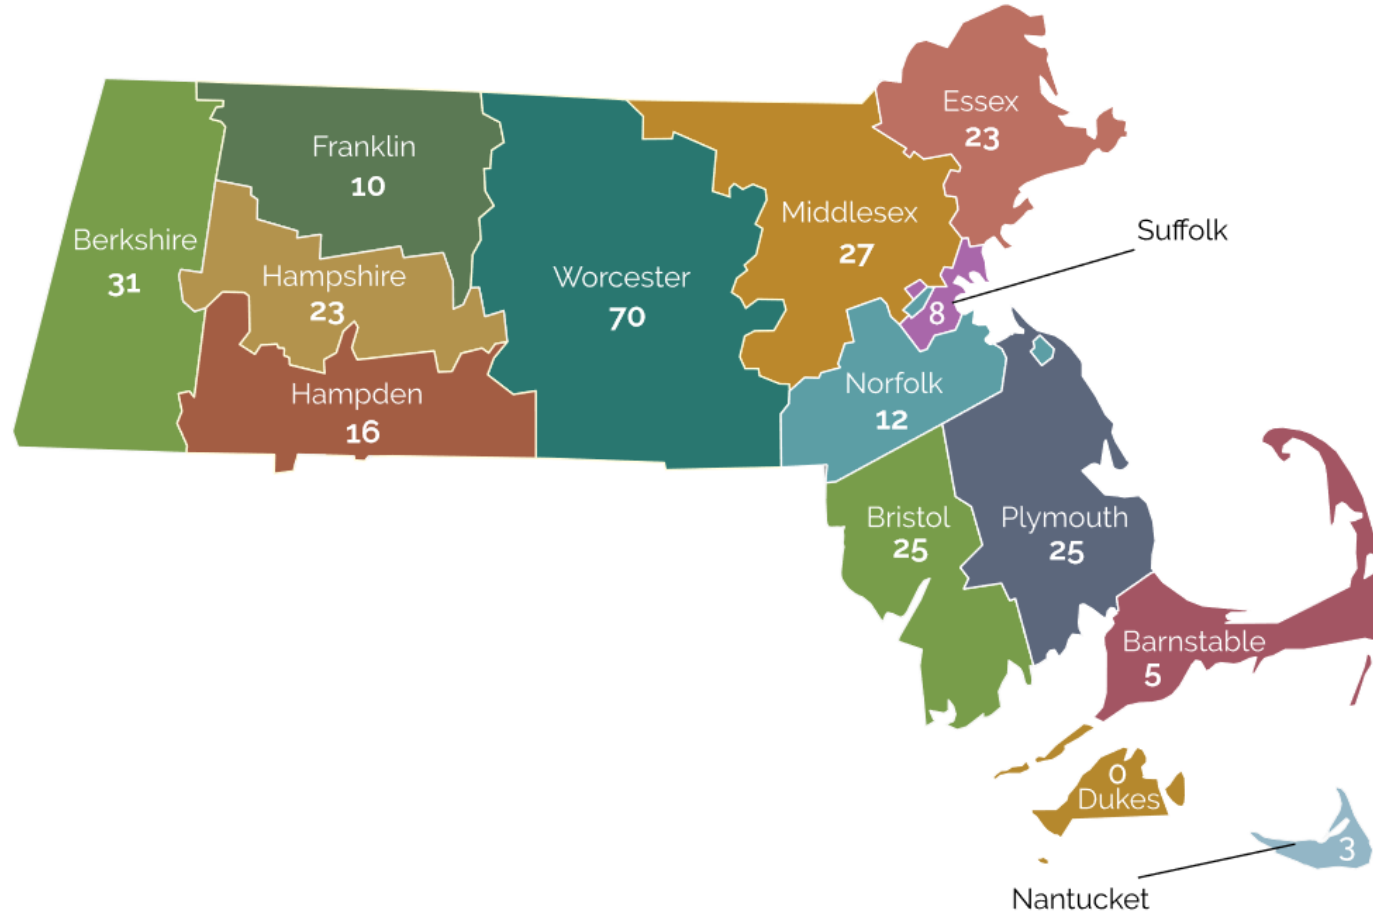 Essex
23
Franklin
10
Suffolk
Middlesex
27
Berkshire
31
Hampshire
23
Worcester
70
8
Norfolk
12
Hampden
16
Bristol
25
Plymouth
25
Barnstable
5
0
Dukes
3
Nantucket